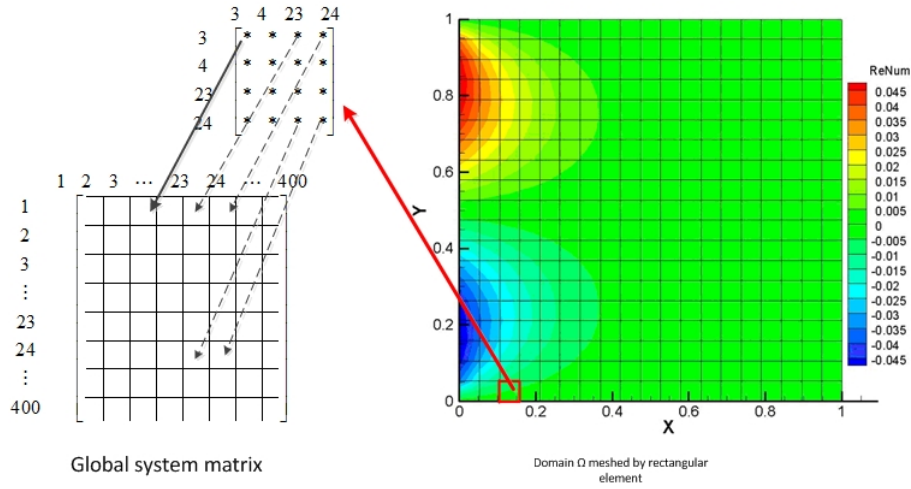 3 4 23 24
3 * * * *
4 * * * *
23 * * * *
24 * * * *
1 2 3 ... 23 24 ... 400
1
2
3
⋮
23
24
⋮
400
Global system matrix
1
0.8
0.6
0.4
0.2
0
Y
0 0.2 0.4 0.6 0.8 1
X
ReNum
0.045
0.04
0.035
0.03
0.025
0.02
0.015
0.01
0.005
0
-0.005
-0.01
-0.015
-0.02
-0.025
-0.03
-0.035
-0.04
-0.045
Domain Ω meshed by rectangular
element